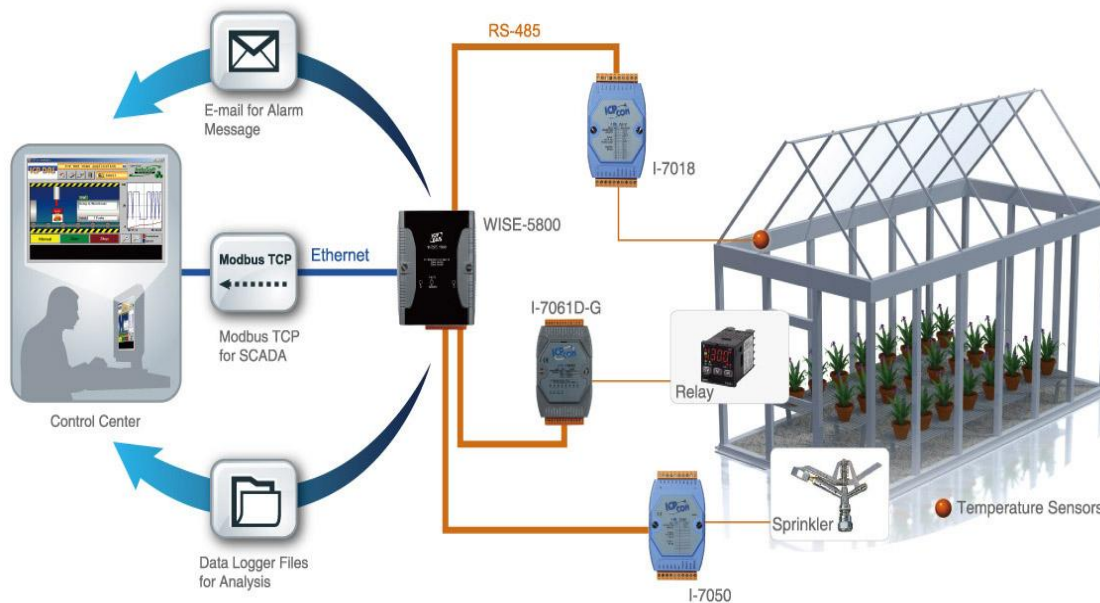 RS-485
E-mail for Alarm
Message
I-7018
WISE-5800
Modbus TCP
Ethernet
Modbus TCP
for SCADA
I-7061D-G
Relay
Control Center
Sprinkler
Temperature Sensors
Data Logger Files
for Analysis
I-7050